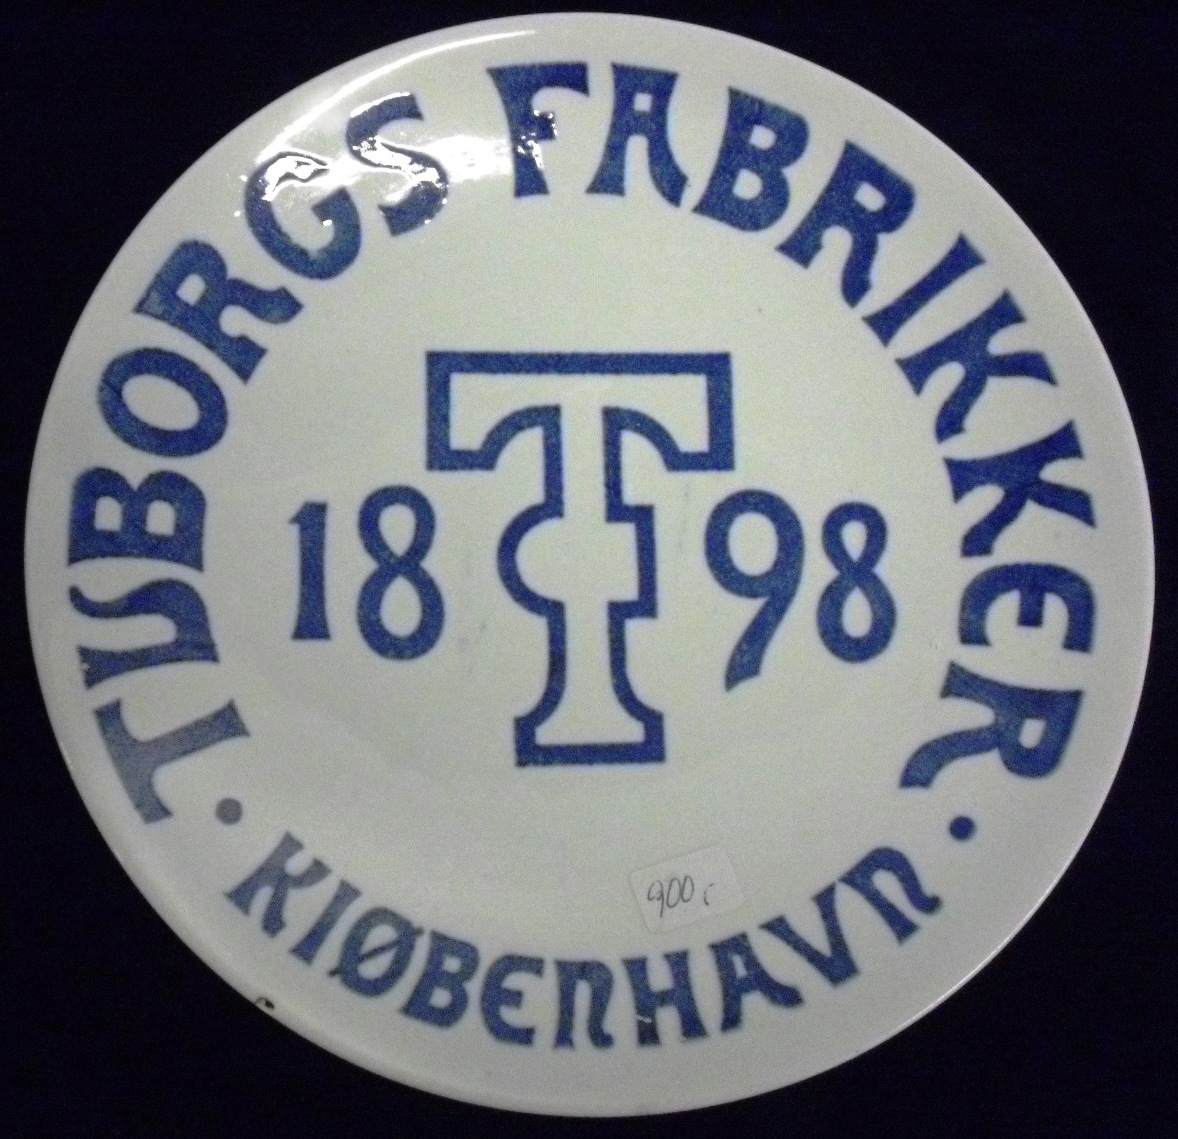 TUBORGS FABRIKKER
18 T 98
· KIØBENHAVN ·
900,-